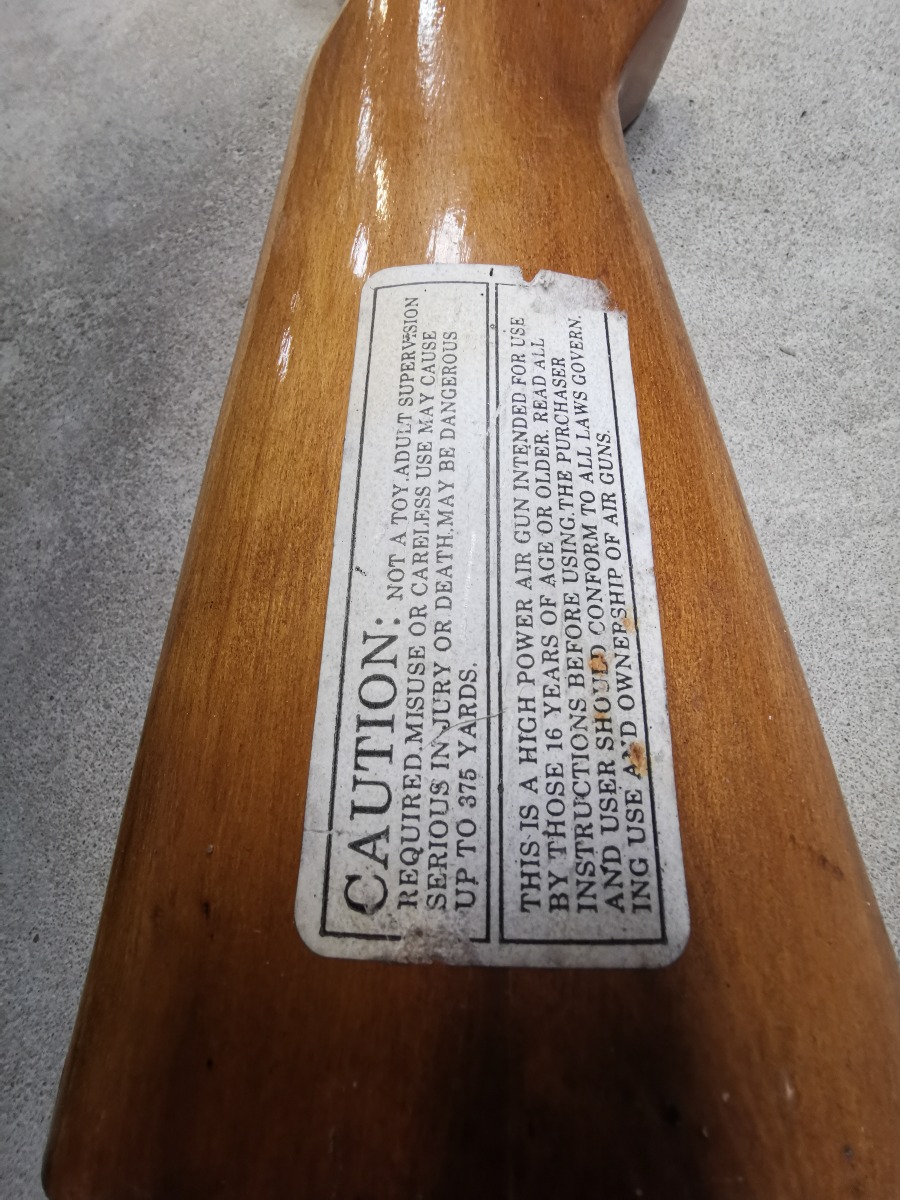 CAUTION: NOT A TOY.ADULT SUPERVISION
REQUIRED.MISUSE OR CARELESS USE MAY CAUSE
SERIOUS INJURY OR DEATH.MAY BE DANGEROUS
UP TO 375 YARDS.
THIS IS A HIGH POWER AIR GUN INTENDED FOR USE
BY THOSE 16 YEARS OF AGE OR OLDER. READ ALL
INSTRUCTIONS BEFORE USING.THE PURCHASER
AND USER SHOULD CONFORM TO ALL LAWS GOVERN.
ING USE AND OWNERSHIP OF AIR GUNS.